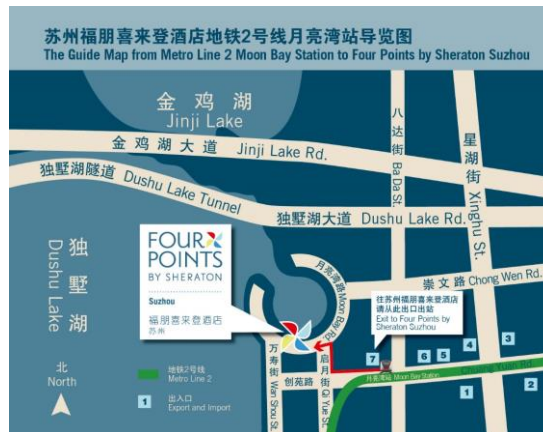 苏州福朋喜来登酒店地铁2号线月亮湾站导览图
The Guide Map from Metro Line 2 Moon Bay Station to Four Points by Sheraton Suzhou
金鸡湖
Jinji Lake
金鸡湖大道 Jinji Lake Rd.
八达街 Ba Da St.
星湖街 Xinghu St.
独墅湖隧道 Dushu Lake Tunnel
独墅湖大道 Dushu Lake Rd.
独墅湖
Dushu Lake
FOUR
POINTS
BY SHERATON
Suzhou
福朋喜来登酒店
苏州
月亮湾路 Moon Bay Rd.
崇文路 Chong Wen Rd.
往苏州福朋喜来登酒店
请从此出口出站
Exit to Four Points by
Sheraton Suzhou
7
6
5
4
3
1
2
月亮湾站 Moon Bay Station
Chuang Yuan Rd.
万寿街 Wan Shou St.
创苑路
启月街 Qi Yue St.
北
North
地铁2号线
Metro Line 2
1
出入口
Export and Import